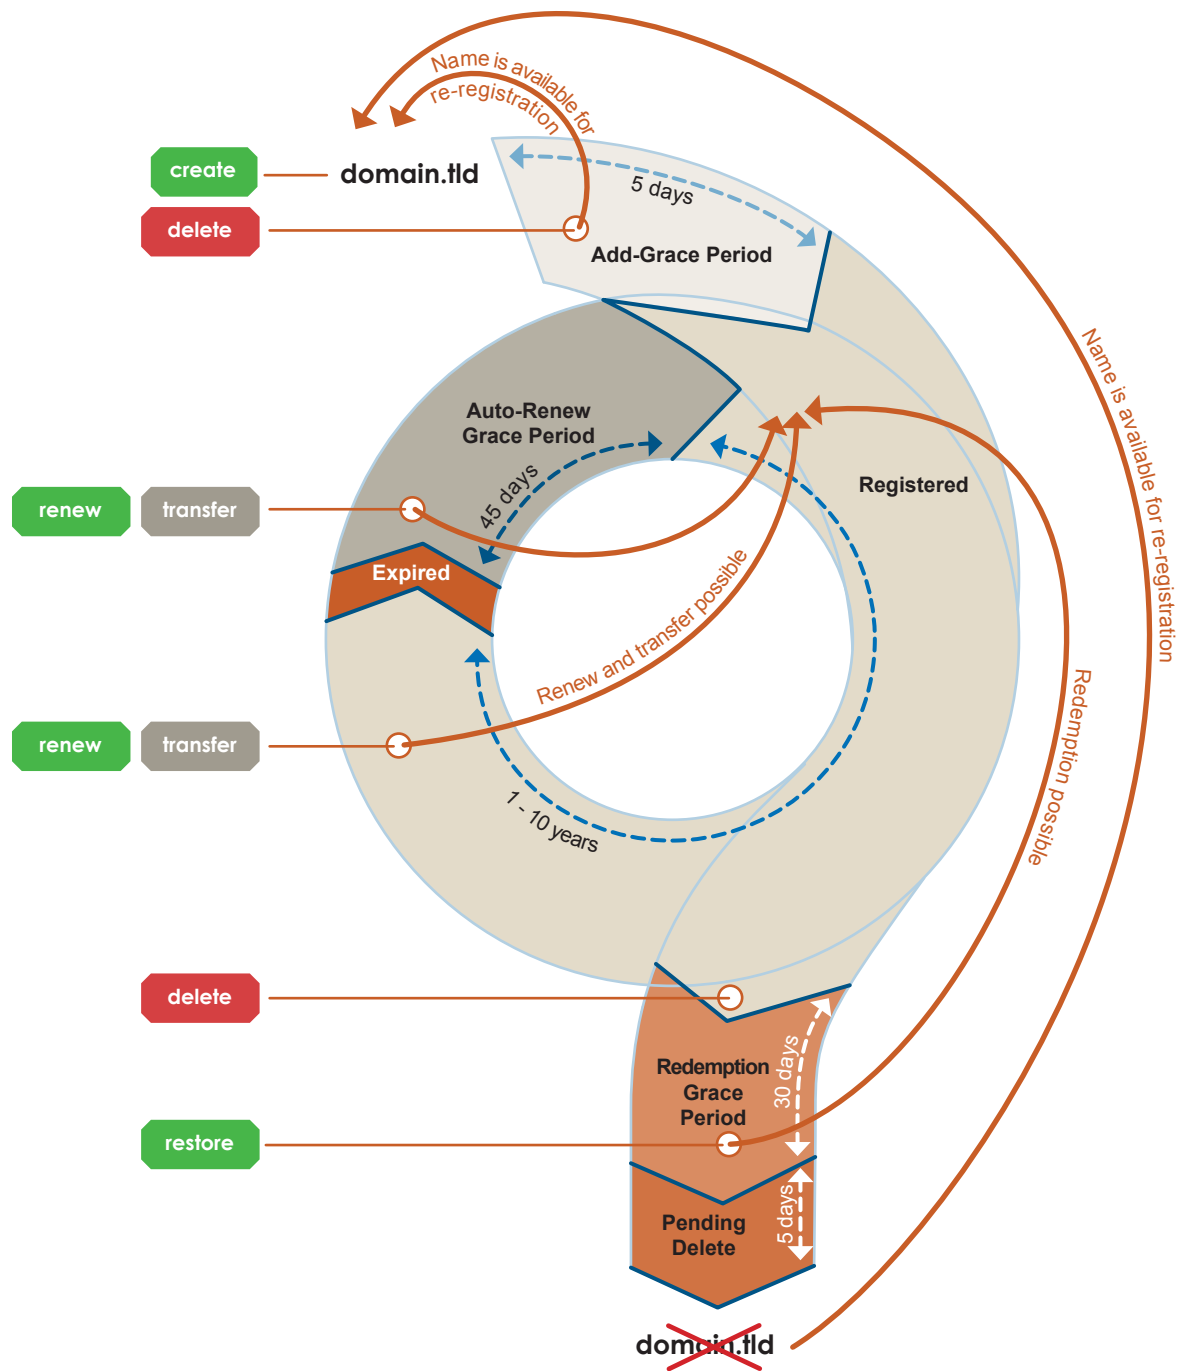 Name is available for
re-registration
create
domain.tld
5 days
delete
Add-Grace Period
Name is available for re-registration
Auto-Renew
Grace Period
Registered
45 days
renew
transfer
Expired
Renew and transfer possible
Redemption possible
renew
transfer
1 - 10 years
delete
30 days
Redemption
Grace
Period
restore
5 days
Pending
Delete
domain.tld